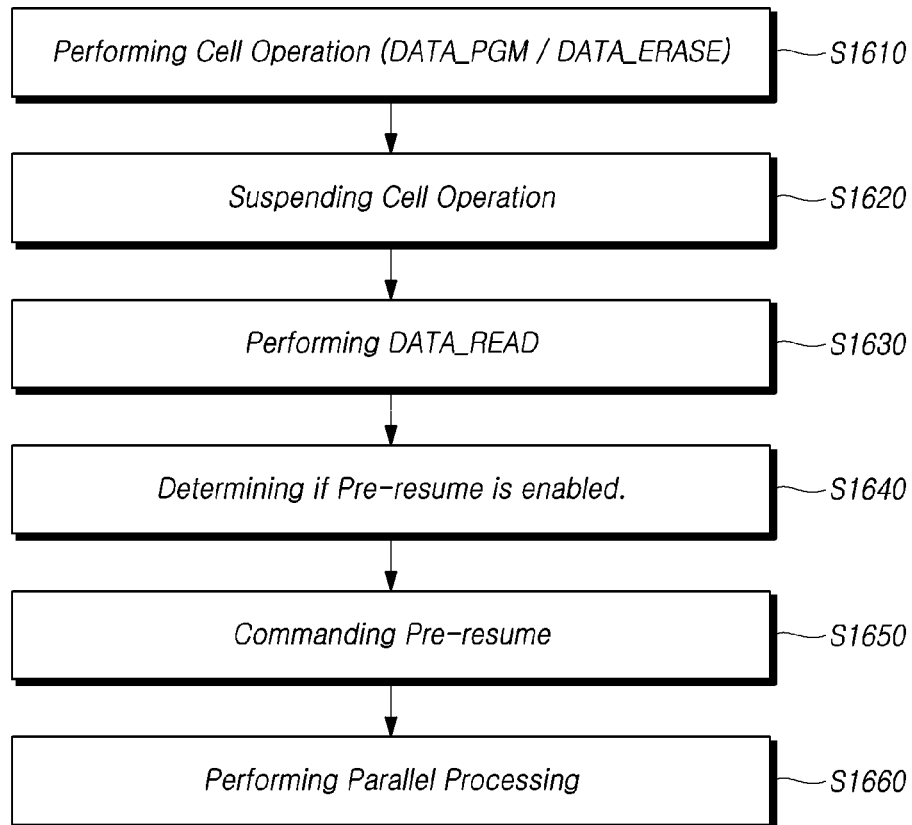 Performing Cell Operation (DATA_PGM / DATA_ERASE)
S1610
Suspending Cell Operation
S1620
Performing DATA_READ
S1630
Determining if Pre-resume is enabled.
S1640
Commanding Pre-resume
S1650
Performing Parallel Processing
S1660